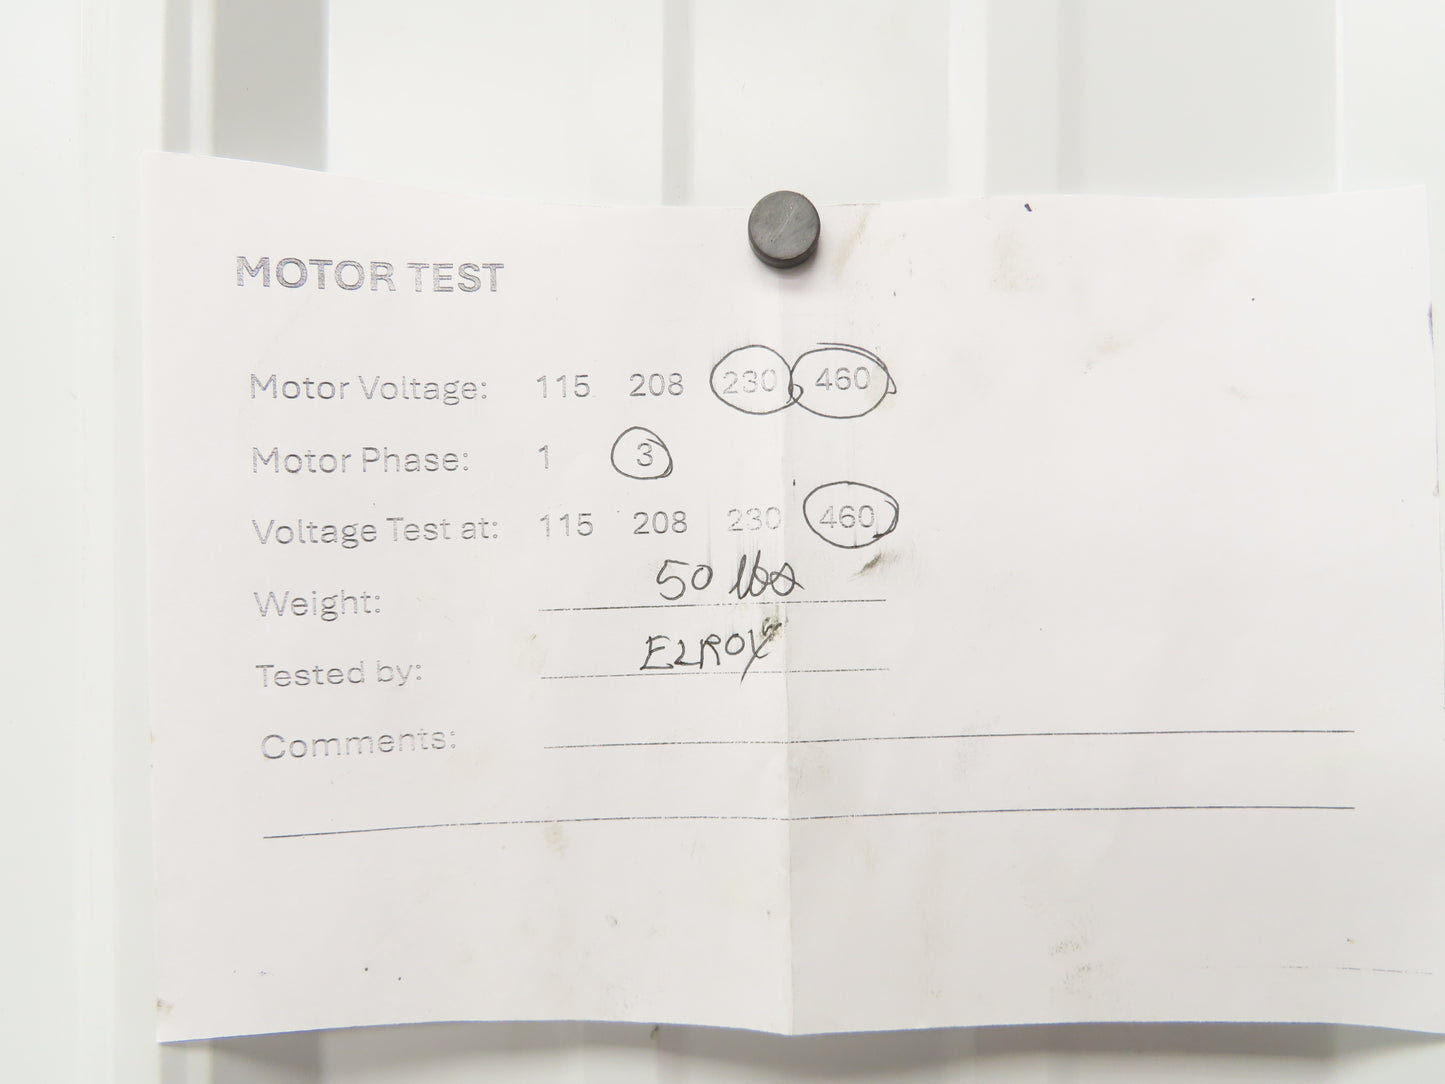 MOTOR TEST
Motor Voltage: 115 208 230 460
Motor Phase: 1 3
Voltage Test at: 115 208 230 460
Weight: 50 lbs
Tested by: ELROY
Comments: